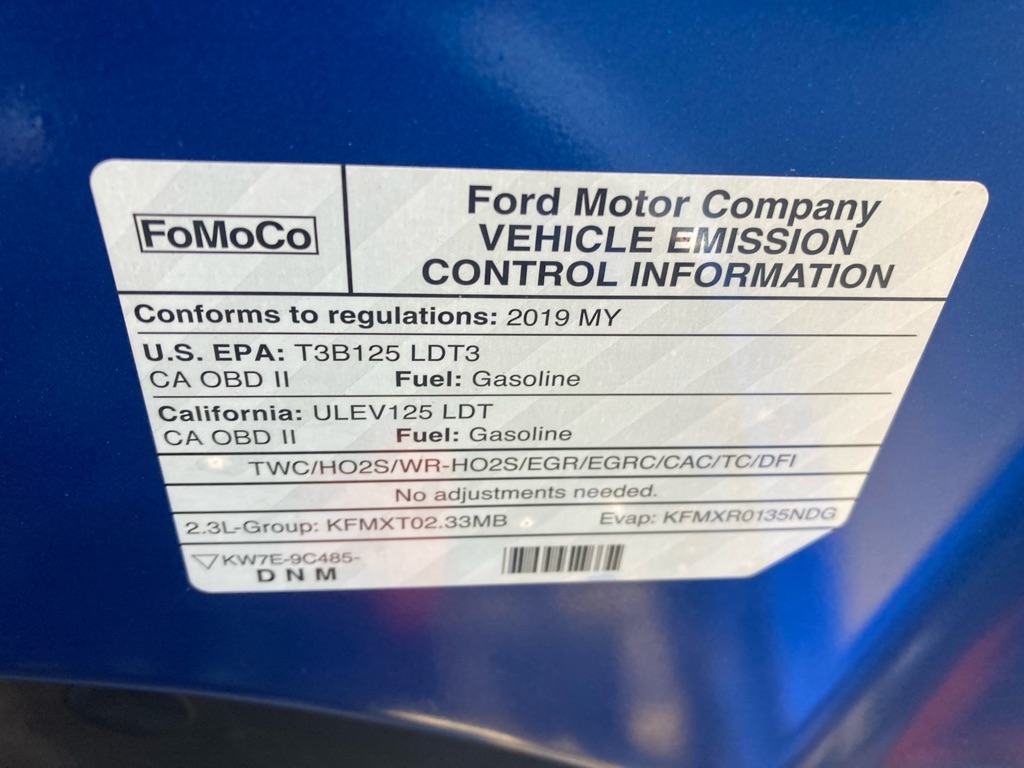 FoMoCo
Ford Motor Company
VEHICLE EMISSION
CONTROL INFORMATION
Conforms to regulations: 2019 MY
U.S. EPA: T3B125 LDT3
CA OBD II Fuel: Gasoline
California: ULEV125 LDT
CA OBD II Fuel: Gasoline
TWC/HO2S/WR-HO2S/EGR/EGRC/CAC/TC/DFI
No adjustments needed.
2.3L-Group: KFMXT02.33MB Evap: KFMXR0135NDG
KW7E-9C485-
DNM